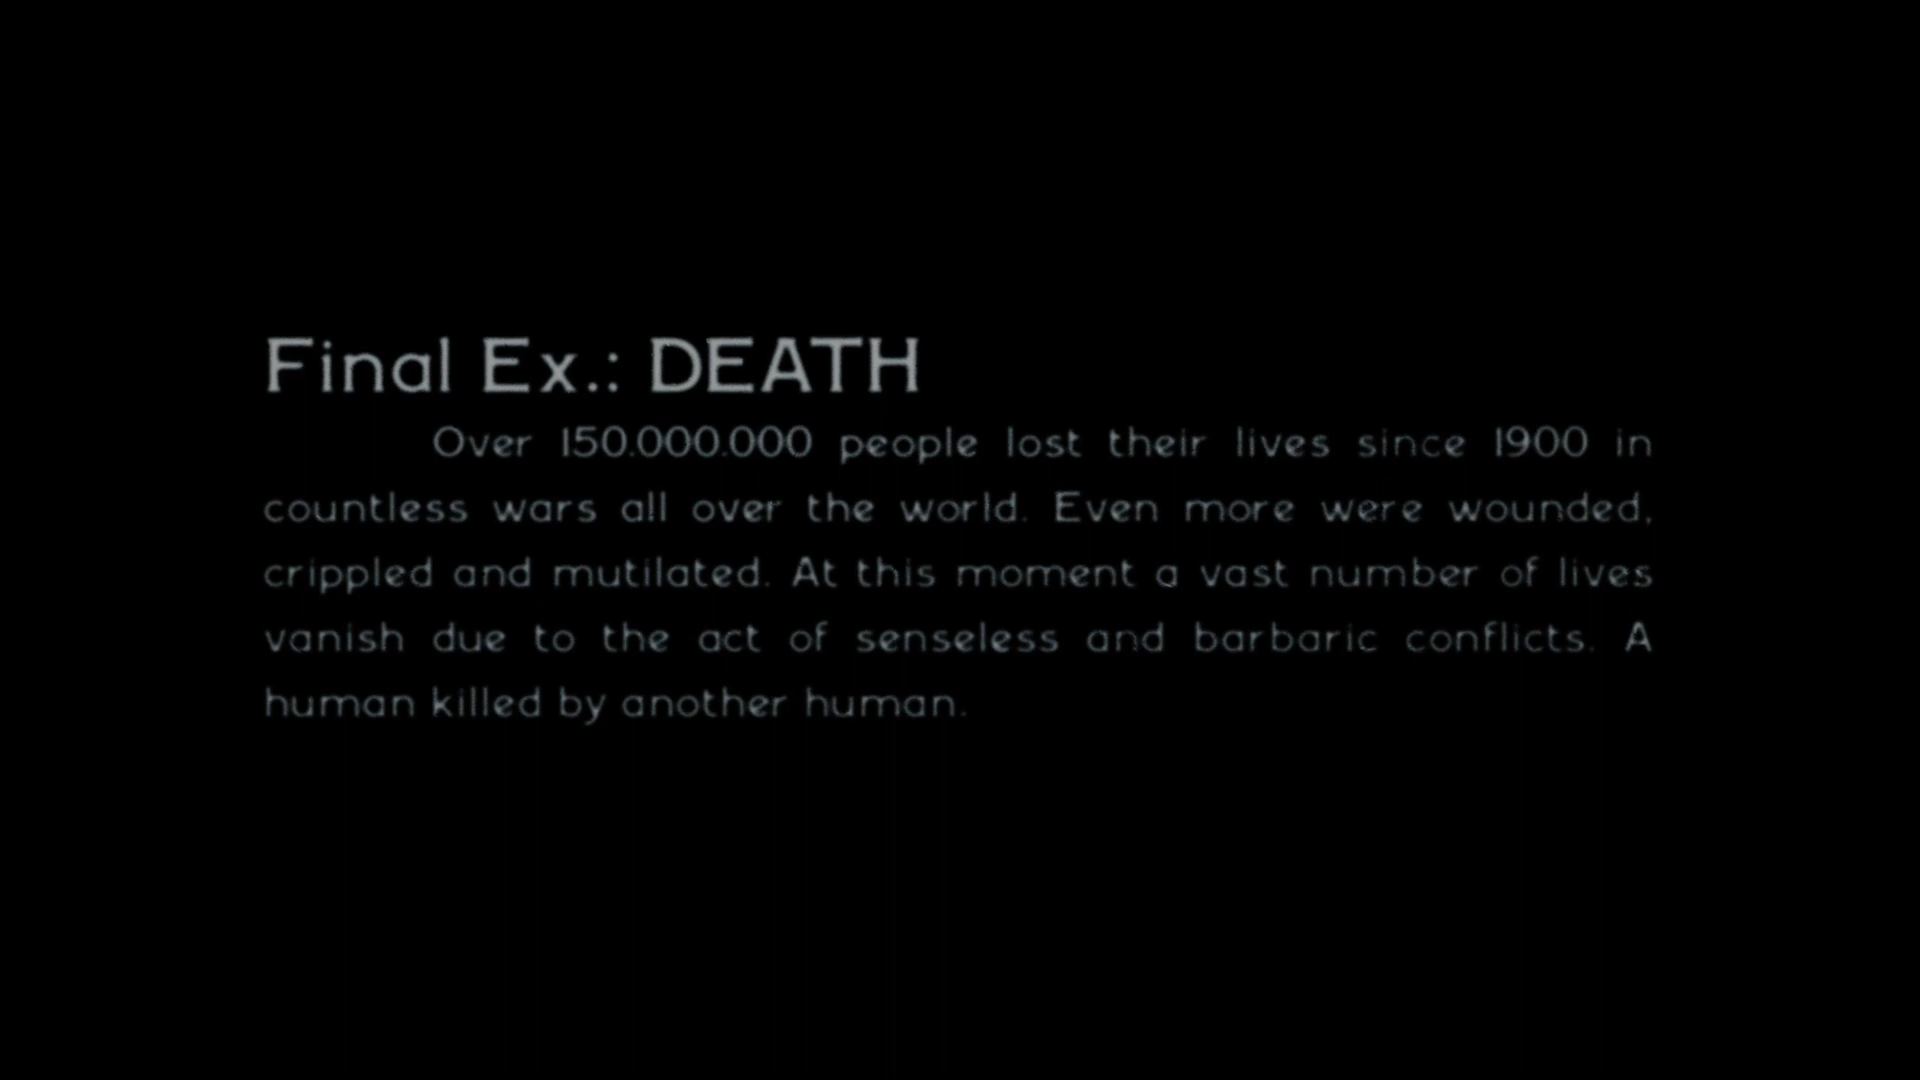 Final Ex.: DEATH
Over 150.000.000 people lost their lives since 1900 in
countless wars all over the world. Even more were wounded,
crippled and mutilated. At this moment a vast number of lives
vanish due to the act of senseless and barbaric conflicts. A
human killed by another human.